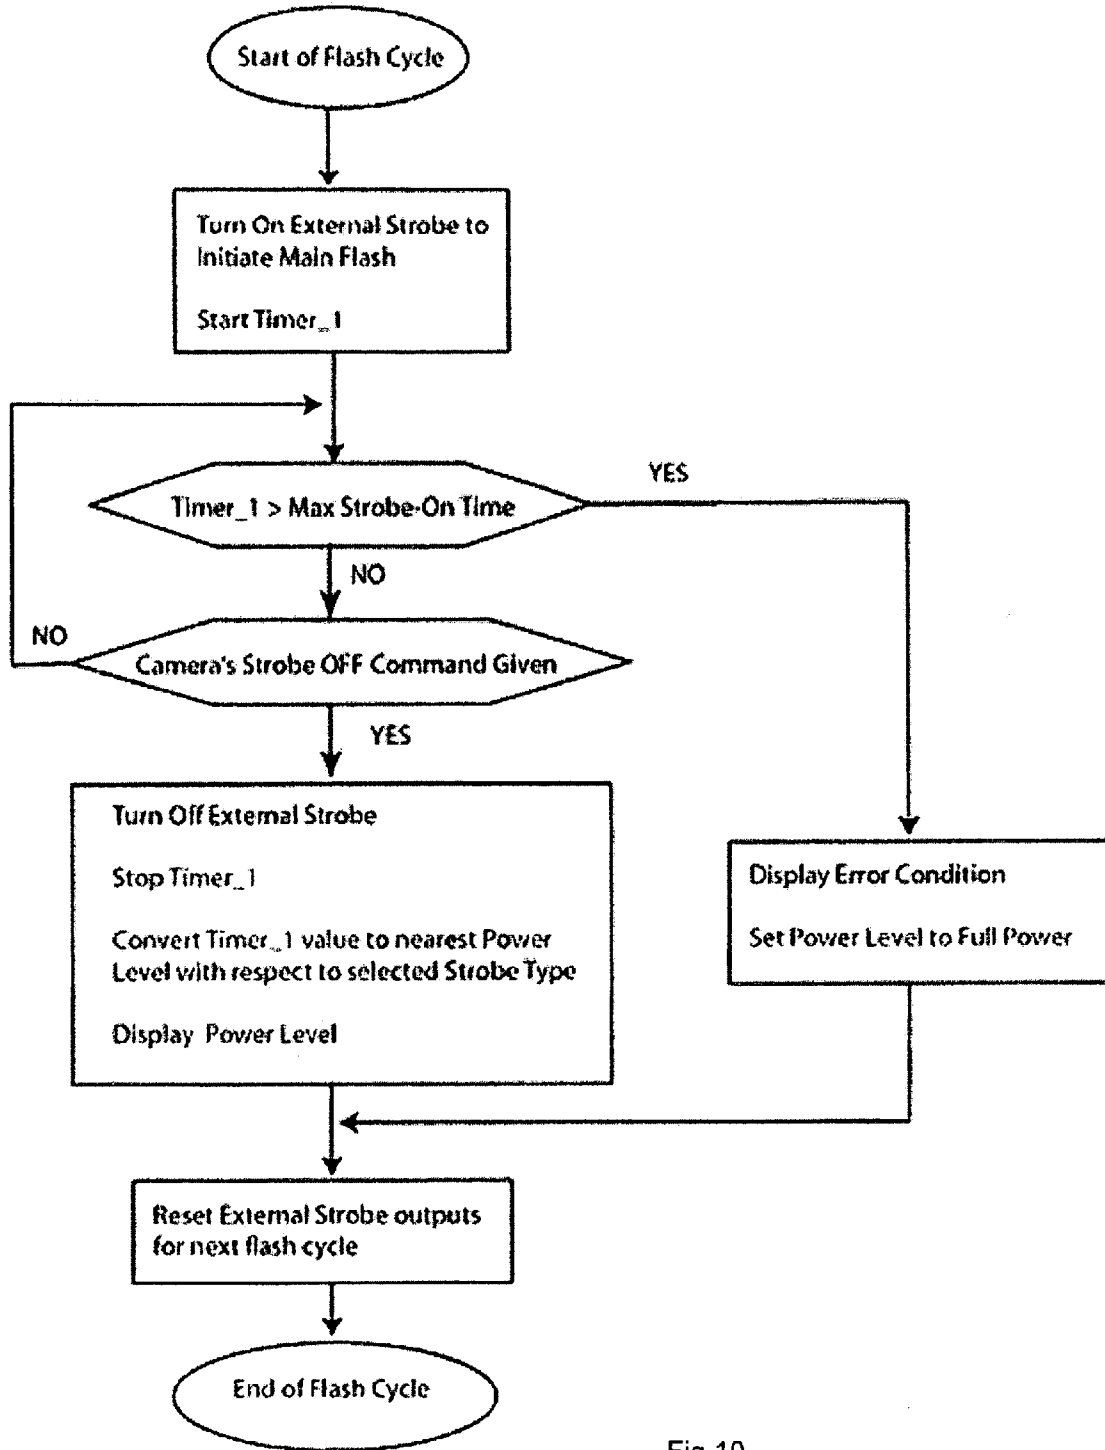 Start of Flash Cycle
Turn On External Strobe to
Initiate Main Flash
Start Timer_1
Timer_1 > Max Strobe-On Time
YES
NO
Camera's Strobe OFF Command Given
NO
YES
Turn Off External Strobe
Stop Timer_1
Convert Timer_1 value to nearest Power
Level with respect to selected Strobe Type
Display Power Level
Display Error Condition
Set Power Level to Full Power
Reset External Strobe outputs
for next flash cycle
End of Flash Cycle
Fig 10